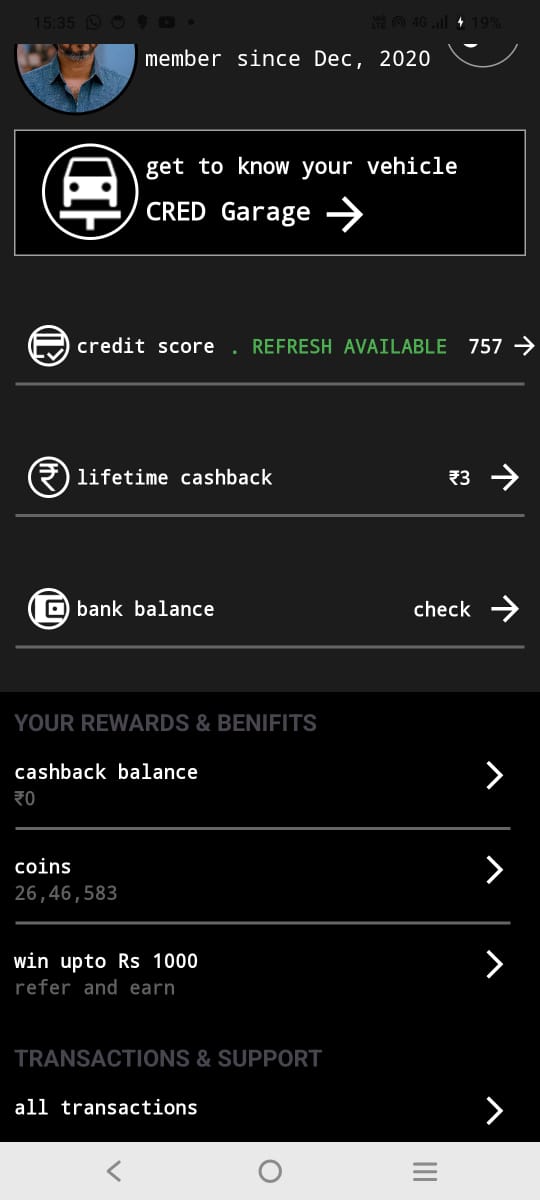 15:35 4G 19%
member since Dec, 2020
get to know your vehicle
CRED Garage
credit score . REFRESH AVAILABLE 757
lifetime cashback ₹3
bank balance check
YOUR REWARDS & BENIFITS
cashback balance
₹0
coins
26,46,583
win upto Rs 1000
refer and earn
TRANSACTIONS & SUPPORT
all transactions